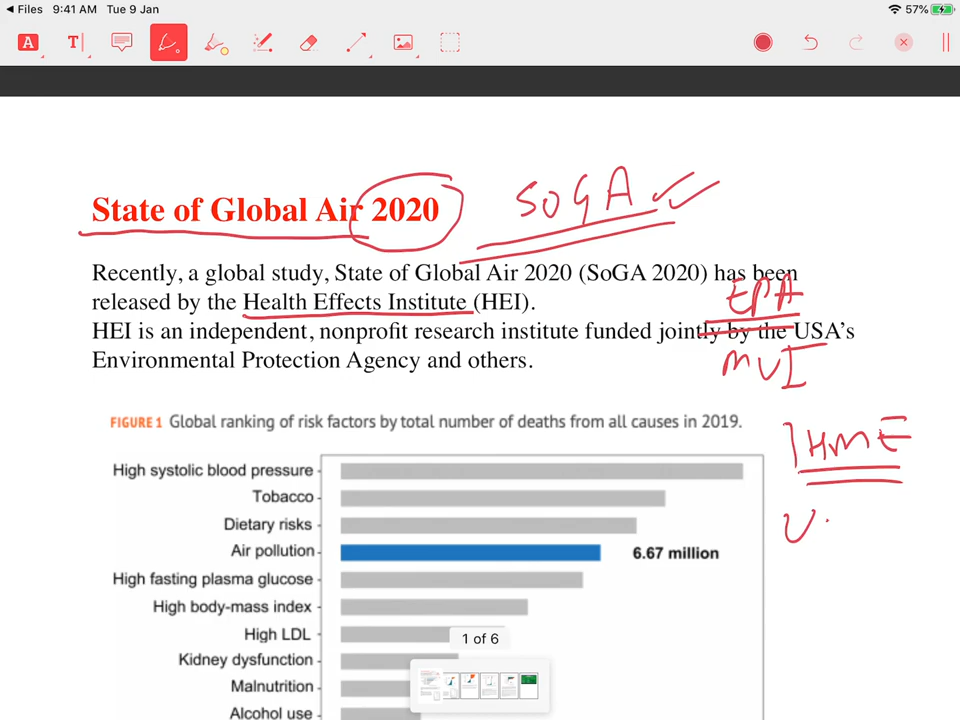 Files 9:41 AM Tue 9 Jan 57%
A T
State of Global Air 2020 SOGA
Recently, a global study, State of Global Air 2020 (SoGA 2020) has been
released by the Health Effects Institute (HEI).
EPA
HEI is an independent, nonprofit research institute funded jointly by the USA’s
Environmental Protection Agency and others.
MVI
FIGURE 1 Global ranking of risk factors by total number of deaths from all causes in 2019.
IHME
High systolic blood pressure
Tobacco
Dietary risks
U
Air pollution 6.67 million
High fasting plasma glucose
High body-mass index
High LDL
1 of 6
Kidney dysfunction
Malnutrition
Alcohol use